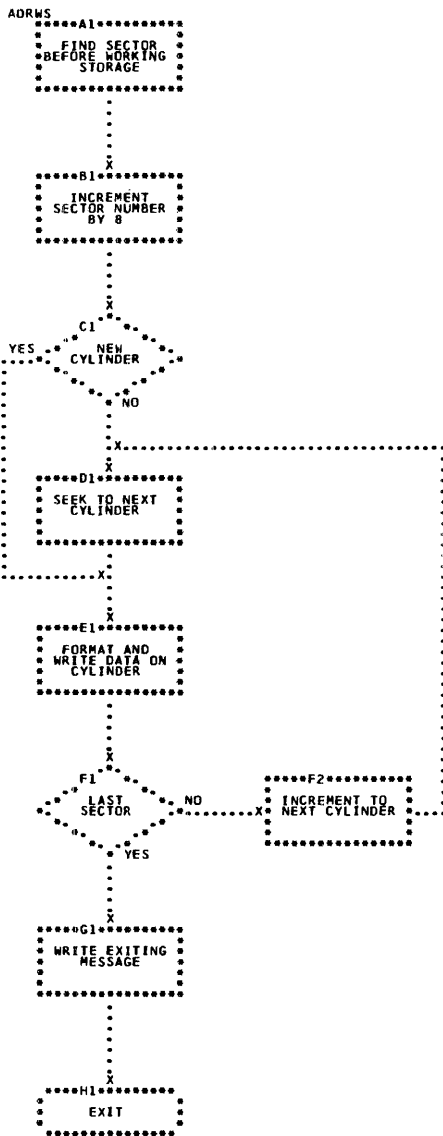 ADRWS
A1
FIND SECTOR
BEFORE WORKING
STORAGE
B1
INCREMENT
SECTOR NUMBER
BY 8
C1
YES
NEW
CYLINDER
NO
D1
SEEK TO NEXT
CYLINDER
E1
FORMAT AND
WRITE DATA ON
CYLINDER
F1
LAST
SECTOR
NO
YES
F2
INCREMENT TO
NEXT CYLINDER
G1
WRITE EXITING
MESSAGE
H1
EXIT